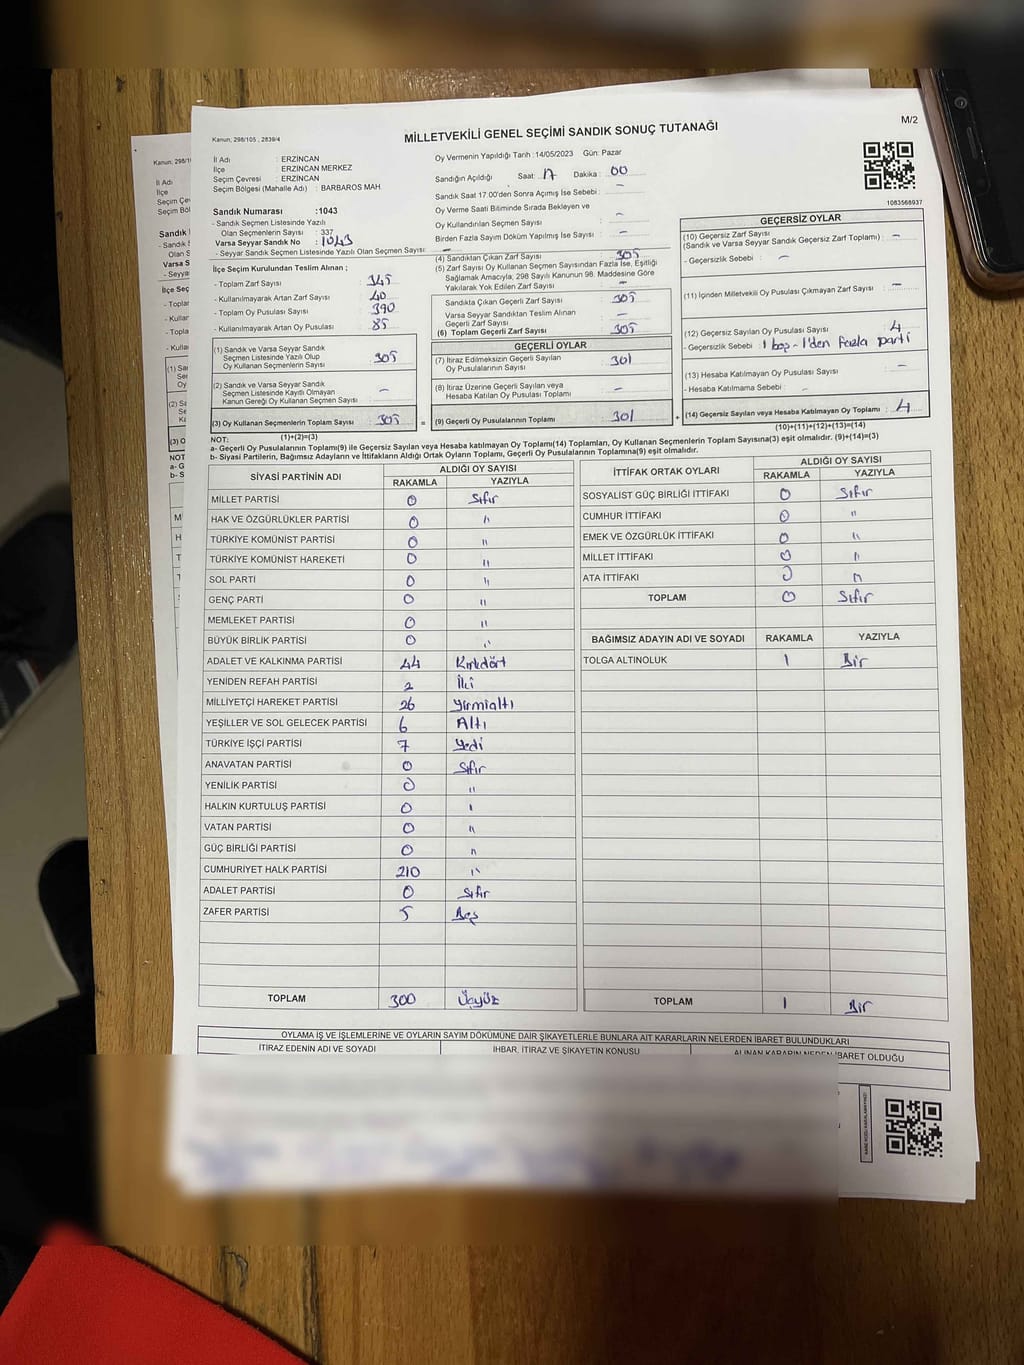 Kanun, 298/105 , 2839/4
MİLLETVEKİLİ GENEL SEÇİMİ SANDIK SONUÇ TUTANAĞI
M/2
İl Adı : ERZİNCAN
İlçe : ERZİNCAN MERKEZ
Seçim Çevresi : ERZİNCAN
Seçim Bölgesi (Mahalle Adı) : BARBAROS MAH.
Sandık Numarası :1043
- Sandık Seçmen Listesinde Yazılı
Olan Seçmenlerin Sayısı : 337
Varsa Seyyar Sandık No : 1043
- Seyyar Sandık Seçmen Listesinde Yazılı Olan Seçmen Sayısı: –
Oy Vermenin Yapıldığı Tarih :14/05/2023 Gün: Pazar
Sandığın Açıldığı Saat: 17 Dakika : 00
Sandık Saat 17.00'den Sonra Açımış İse Sebebi : –
Oy Verme Saati Bitiminde Sırada Bekleyen ve
Oy Kullandırılan Seçmen Sayısı : –
Birden Fazla Sayım Döküm Yapılmış İse Sayısı : –
1083568937
İlçe Seçim Kurulundan Teslim Alınan ;
- Toplam Zarf Sayısı : 345
- Kullanılmayarak Artan Zarf Sayısı : 40
- Toplam Oy Pusulası Sayısı : 390
- Kullanılmayarak Artan Oy Pusulası : 85
(1) Sandık ve Varsa Seyyar Sandık
Seçmen Listesinde Yazılı Olup
Oy Kullanan Seçmenlerin Sayısı : 305
(2) Sandık ve Varsa Seyyar Sandık
Seçmen Listesinde Kayıtlı Olmayan
Kanun Gereği Oy Kullanan Seçmen Sayısı : –
(3) Oy Kullanan Seçmenlerin Toplam Sayısı : 305
(1)+(2)=(3)
(4) Sandıktan Çıkan Zarf Sayısı : 305
(5) Zarf Sayısı Oy Kullanan Seçmen Sayısından Fazla İse, Eşitliği
Sağlamak Amacıyla; 298 Sayılı Kanunun 98. Maddesine Göre
Yakılarak Yok Edilen Zarf Sayısı : –
Sandıkta Çıkan Geçerli Zarf Sayısı : 305
Varsa Seyyar Sandıktan Teslim Alınan
Geçerli Zarf Sayısı : –
(6) Toplam Geçerli Zarf Sayısı : 305
GEÇERLİ OYLAR
(7) İtiraz Edilmeksizin Geçerli Sayılan
Oy Pusulalarının Sayısı : 301
(8) İtiraz Üzerine Geçerli Sayılan veya
Hesaba Katılan Oy Pusulası Toplamı : –
= (9) Geçerli Oy Pusulalarının Toplamı : 301 +
GEÇERSİZ OYLAR
(10) Geçersiz Zarf Sayısı
(Sandık ve Varsa Seyyar Sandık Geçersiz Zarf Toplamı) : –
- Geçersizlik Sebebi : –
(11) İçinden Milletvekili Oy Pusulası Çıkmayan Zarf Sayısı : –
(12) Geçersiz Sayılan Oy Pusulası Sayısı : 4
- Geçersizlik Sebebi : 1 boş - 1'den fazla parti
(13) Hesaba Katılmayan Oy Pusulası Sayısı : –
- Hesaba Katılmama Sebebi : –
(14) Geçersiz Sayılan veya Hesaba Katılmayan Oy Toplamı : 4
(10)+(11)+(12)+(13)=(14)
NOT:
a- Geçerli Oy Pusulalarının Toplamı(9) ile Geçersiz Sayılan veya Hesaba katılmayan Oy Toplamı(14) Toplamları, Oy Kullanan Seçmenlerin Toplam Sayısına(3) eşit olmalıdır. (9)+(14)=(3)
b- Siyasi Partilerin, Bağımsız Adayların ve İttifakların Aldığı Oyların Toplamı, Geçerli Oy Pusulalarının Toplamına(9) eşit olmalıdır.
SİYASİ PARTİNİN ADI ALDIĞI OY SAYISI
RAKAMLA YAZIYLA
MİLLET PARTİSİ 0 Sıfır
HAK VE ÖZGÜRLÜKLER PARTİSİ 0 "
TÜRKİYE KOMÜNİST PARTİSİ 0 "
TÜRKİYE KOMÜNİST HAREKETİ 0 "
SOL PARTİ 0 "
GENÇ PARTİ 0 "
MEMLEKET PARTİSİ 0 "
BÜYÜK BİRLİK PARTİSİ 0 "
ADALET VE KALKINMA PARTİSİ 44 Kırkdört
YENİDEN REFAH PARTİSİ 2 İki
MİLLİYETÇİ HAREKET PARTİSİ 26 Yirmialtı
YEŞİLLER VE SOL GELECEK PARTİSİ 6 Altı
TÜRKİYE İŞÇİ PARTİSİ 7 Yedi
ANAVATAN PARTİSİ 0 Sıfır
YENİLİK PARTİSİ 0 "
HALKIN KURTULUŞ PARTİSİ 0 "
VATAN PARTİSİ 0 "
GÜÇ BİRLİĞİ PARTİSİ 0 "
CUMHURİYET HALK PARTİSİ 210 "
ADALET PARTİSİ 0 Sıfır
ZAFER PARTİSİ 5 Beş
TOPLAM 300 Üçyüz
İTTİFAK ORTAK OYLARI ALDIĞI OY SAYISI
RAKAMLA YAZIYLA
SOSYALİST GÜÇ BİRLİĞİ İTTİFAKI 0 Sıfır
CUMHUR İTTİFAKI 0 "
EMEK VE ÖZGÜRLÜK İTTİFAKI 0 "
MİLLET İTTİFAKI 0 "
ATA İTTİFAKI 0 "
TOPLAM 0 Sıfır
BAĞIMSIZ ADAYIN ADI VE SOYADI RAKAMLA YAZIYLA
TOLGA ALTINOLUK 1 Bir
TOPLAM 1 Bir
OYLAMA İŞ VE İŞLEMLERİNE VE OYLARIN SAYIM DÖKÜMÜNE DAİR ŞİKAYETLERLE BUNLARA AİT KARARLARIN NELERDEN İBARET BULUNDUKLARI
İTİRAZ EDENİN ADI VE SOYADI İHBAR, İTİRAZ VE ŞİKAYETİN KONUSU ALINAN KARARIN NEDEN İBARET OLDUĞU